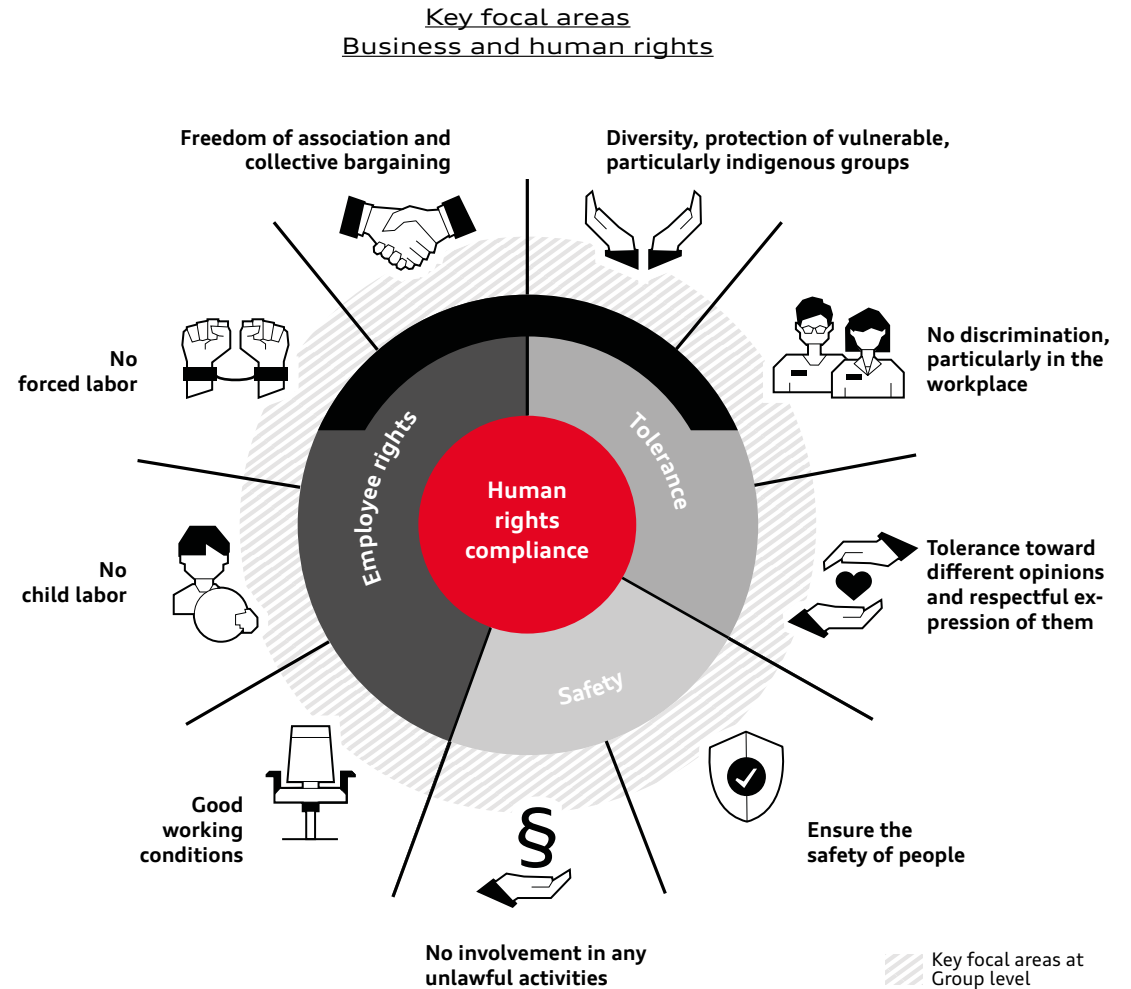 Key focal areas
Business and human rights
Freedom of association and
collective bargaining
Diversity, protection of vulnerable,
particularly indigenous groups
No
forced labor
No discrimination,
particularly in the
workplace
Employee rights
Tolerance
Human
rights
compliance
No
child labor
Tolerance toward
different opinions
and respectful ex-
pression of them
Safety
Good
working
conditions
§
Ensure the
safety of people
No involvement in any
unlawful activities
Key focal areas at
Group level